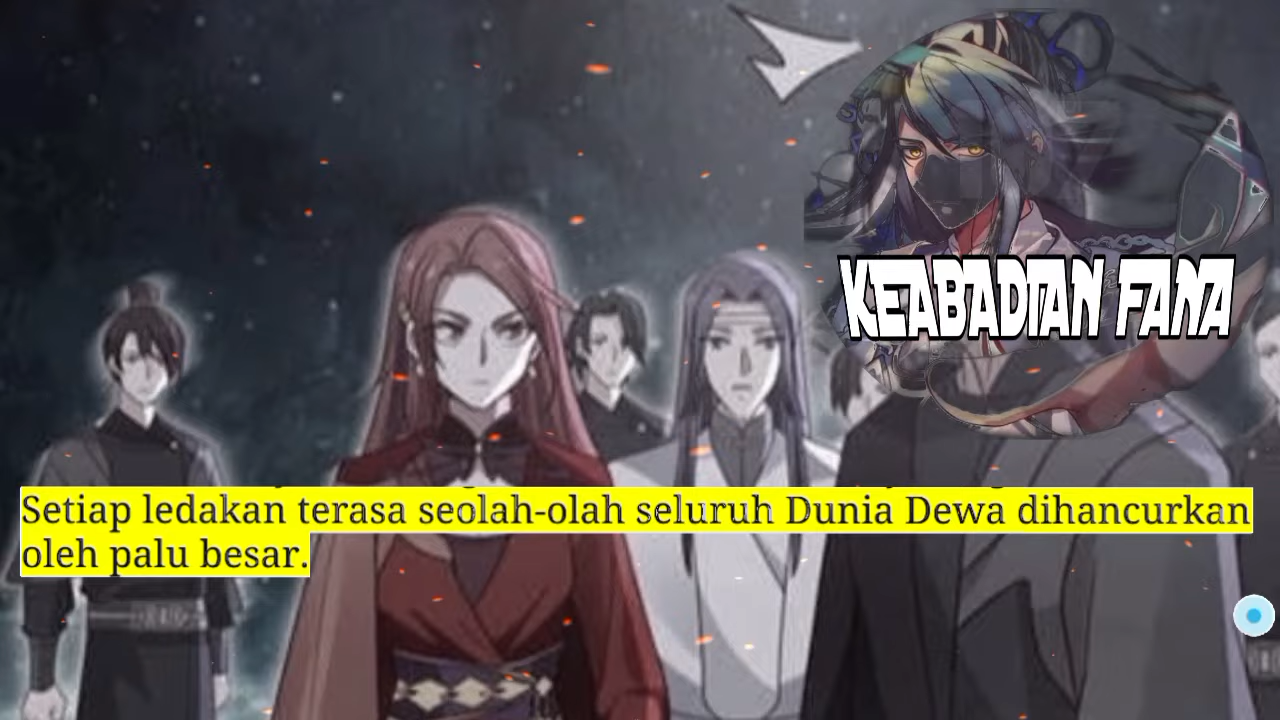 KEABADIAN FANA
Setiap ledakan terasa seolah-olah seluruh Dunia Dewa dihancurkan
oleh palu besar.